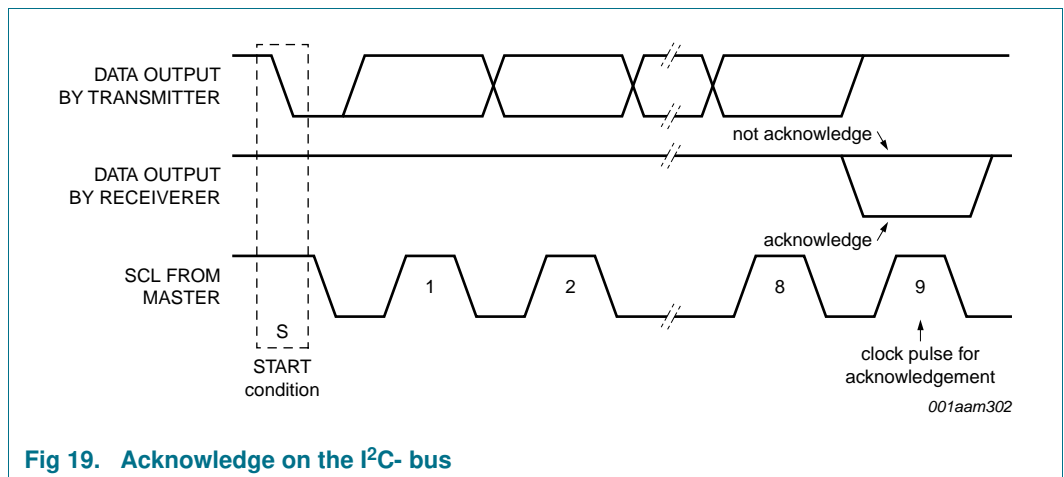 DATA OUTPUT
BY TRANSMITTER
not acknowledge
DATA OUTPUT
BY RECEIVERER
acknowledge
SCL FROM
MASTER
1
2
8
9
S
START
condition
clock pulse for
acknowledgement
001aam302
Fig 19. Acknowledge on the I²C- bus